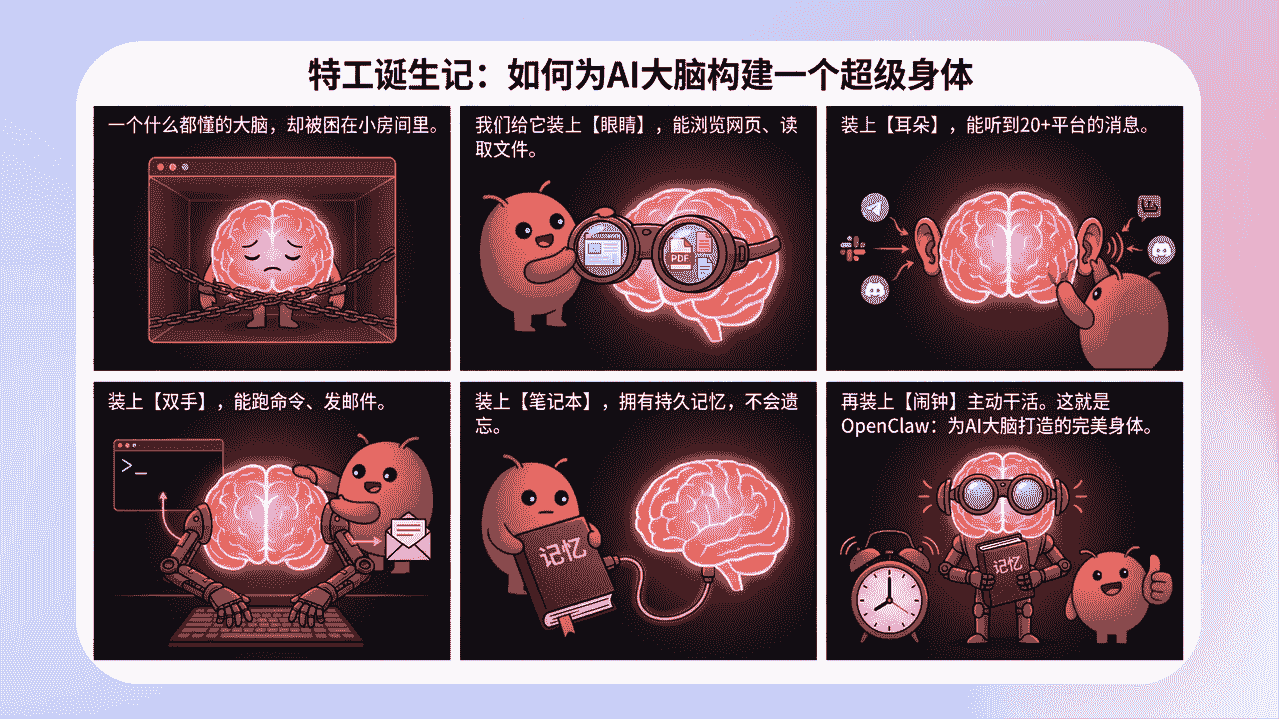 特工诞生记：如何为AI大脑构建一个超级身体
一个什么都懂的大脑，却被困在小房间里。
我们给它装上【眼睛】，能浏览网页、读
取文件。
PDF
装上【耳朵】，能听到20+平台的消息。
装上【双手】，能跑命令、发邮件。
>_
装上【笔记本】，拥有持久记忆，不会遗
忘。
记忆
再装上【闹钟】主动干活。这就是
OpenClaw：为AI大脑打造的完美身体。
记忆